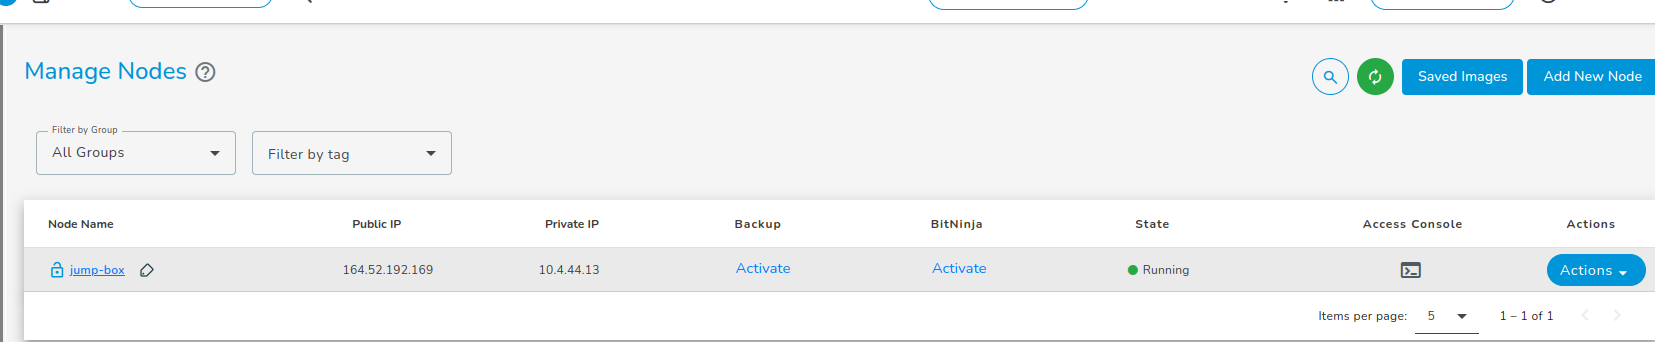 Manage Nodes
Saved Images
Add New Node
Filter by Group
All Groups
Filter by tag
Node Name Public IP Private IP Backup BitNinja State Access Console Actions
jump-box 164.52.192.169 10.4.44.13 Activate Activate Running Actions
Items per page: 5 1 – 1 of 1